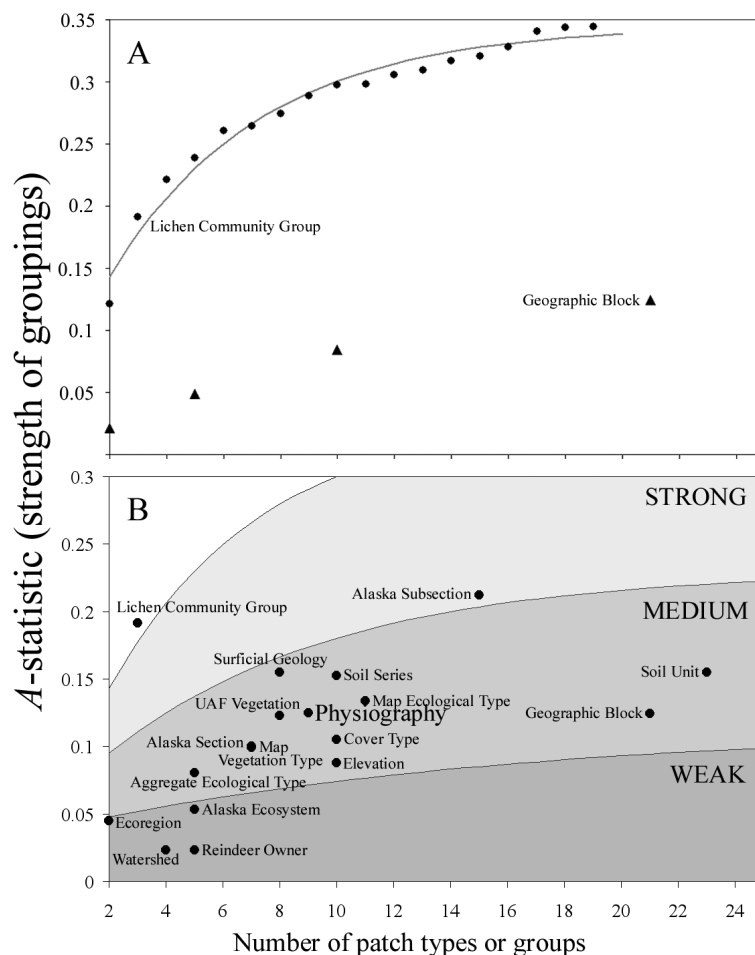 A-statistic (strength of groupings)
0.35
A
0.3
0.25
0.2
Lichen Community Group
0.15
Geographic Block
0.1
0.05
0.3
B
STRONG
0.25
Alaska Subsection
Lichen Community Group
MEDIUM
0.2
Surficial Geology
Soil Series
Soil Unit
0.15
UAF Vegetation
Map Ecological Type
Physiography
Geographic Block
Alaska Section
Map
Vegetation Type
Cover Type
0.1
Elevation
WEAK
Aggregate Ecological Type
Alaska Ecosystem
0.05
Ecoregion
Watershed
Reindeer Owner
0
2 4 6 8 10 12 14 16 18 20 22 24
Number of patch types or groups